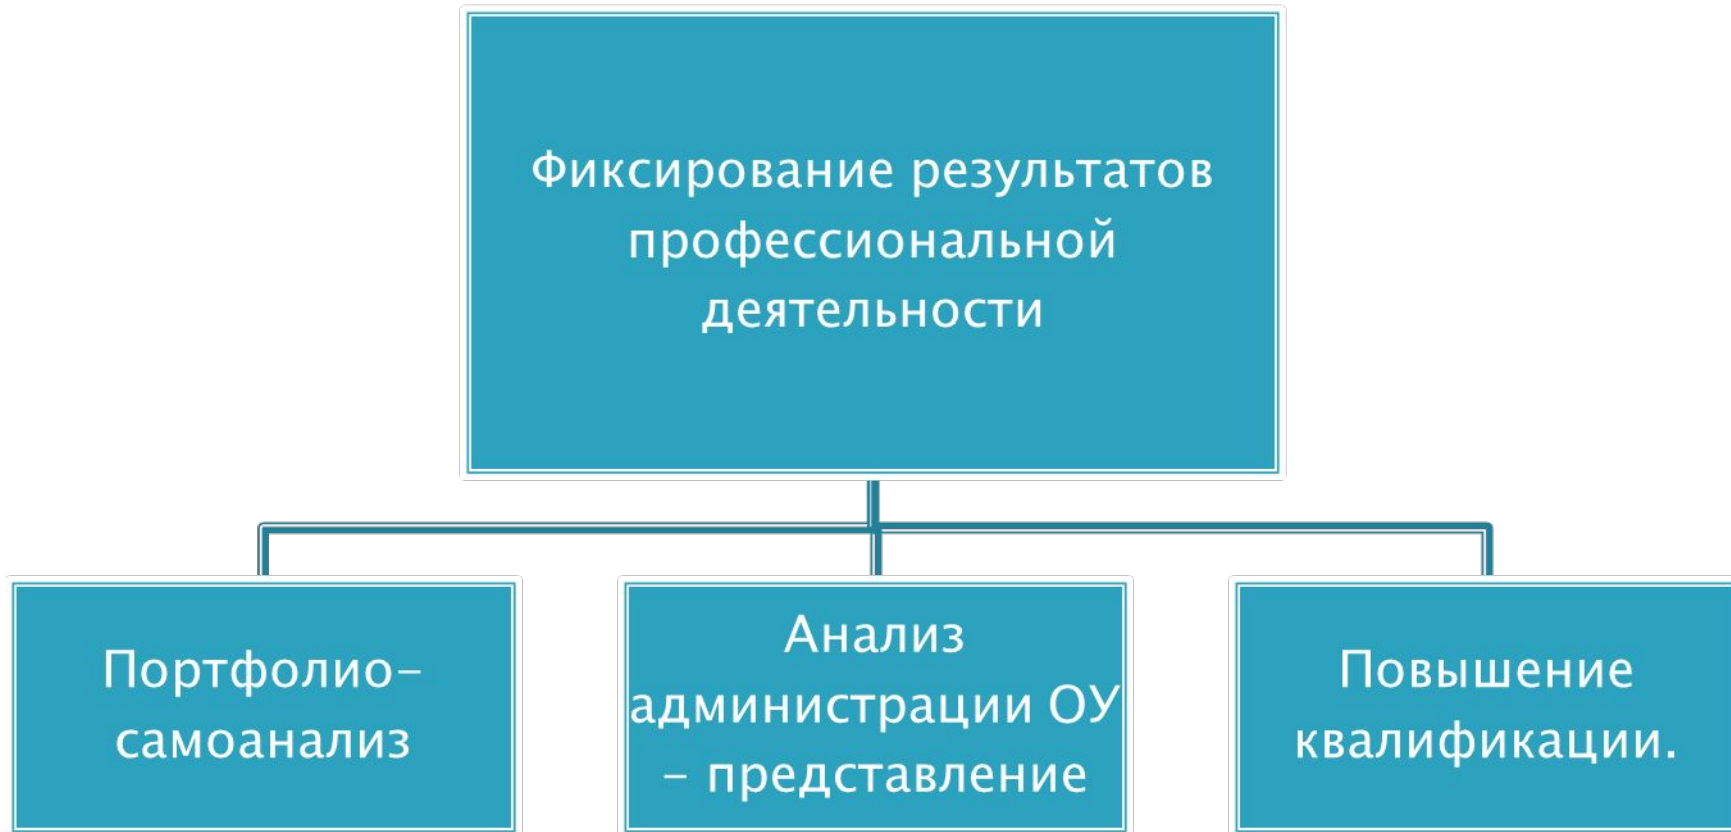 Фиксирование результатов
профессиональной
деятельности
Портфолио–
самоанализ
Анализ
администрации ОУ
– представление
Повышение
квалификации.